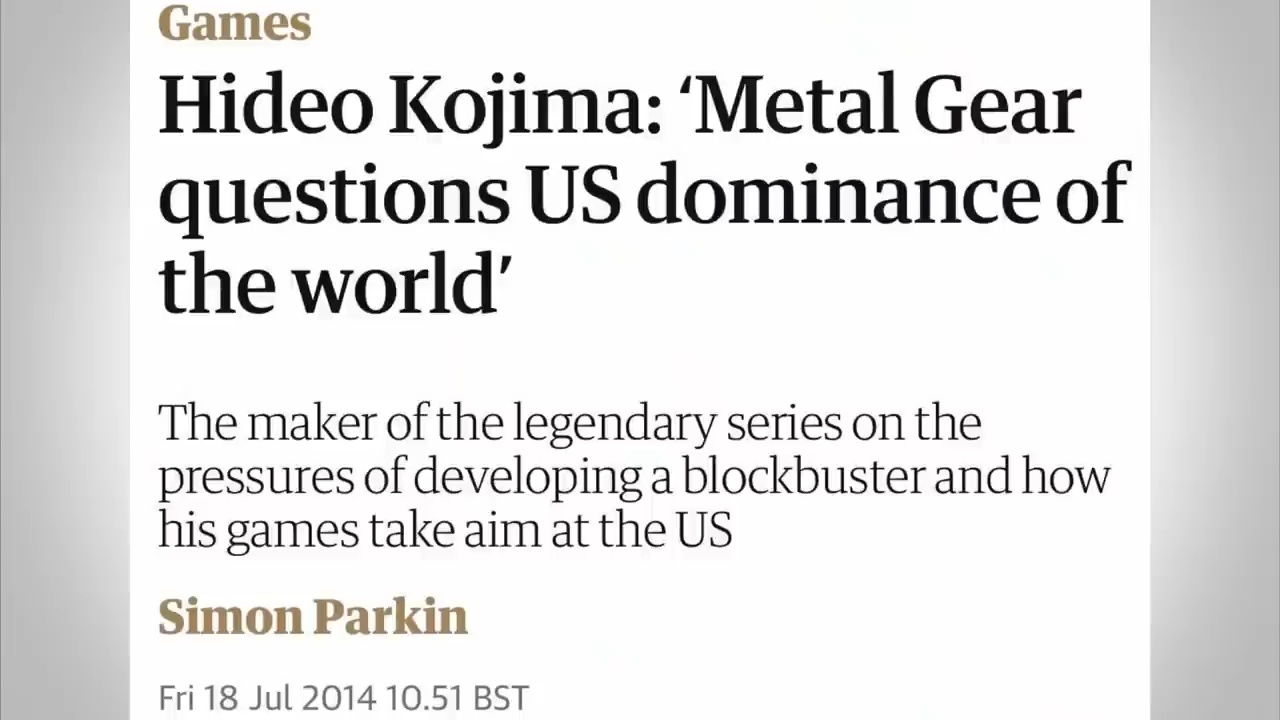 Games
Hideo Kojima: ‘Metal Gear
questions US dominance of
the world’
The maker of the legendary series on the
pressures of developing a blockbuster and how
his games take aim at the US
Simon Parkin
Fri 18 Jul 2014 10.51 BST